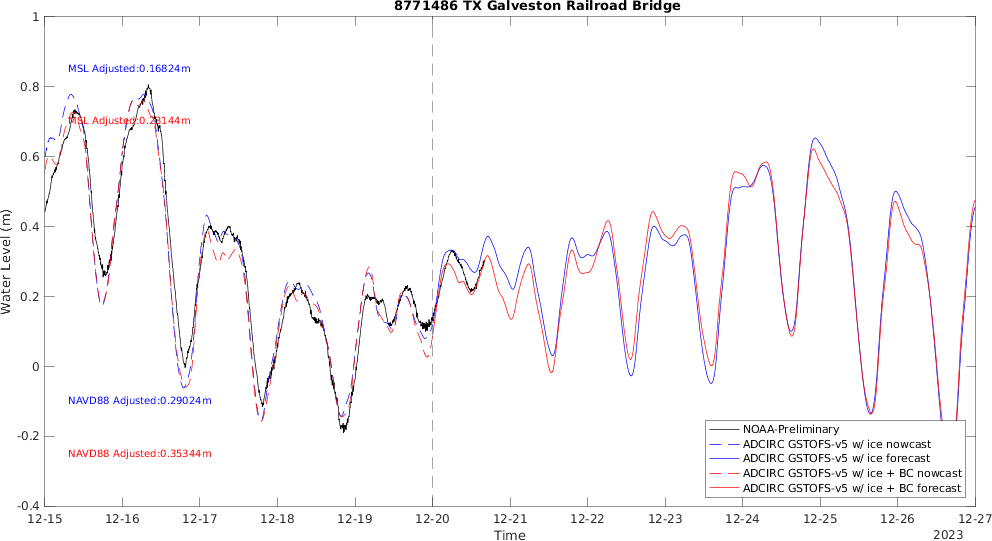 8771486 TX Galveston Railroad Bridge
Water Level (m)
1
0.8
0.6
0.4
0.2
0
-0.2
-0.4
MSL Adjusted:0.16824m
MSL Adjusted:0.23144m
NAVD88 Adjusted:0.29024m
NAVD88 Adjusted:0.35344m
NOAA-Preliminary
ADCIRC GSTOFS-v5 w/ ice nowcast
ADCIRC GSTOFS-v5 w/ ice forecast
ADCIRC GSTOFS-v5 w/ ice + BC nowcast
ADCIRC GSTOFS-v5 w/ ice + BC forecast
12-15 12-16 12-17 12-18 12-19 12-20 12-21 12-22 12-23 12-24 12-25 12-26 12-27
Time
2023